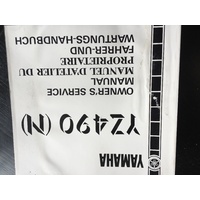 YAMAHA
YZ490 (N)
OWNER'S SERVICE
MANUAL
MANUEL D'ATELIER DU
PROPRIETAIRE
FAHRER-UND
WARTUNGS-HANDBUCH